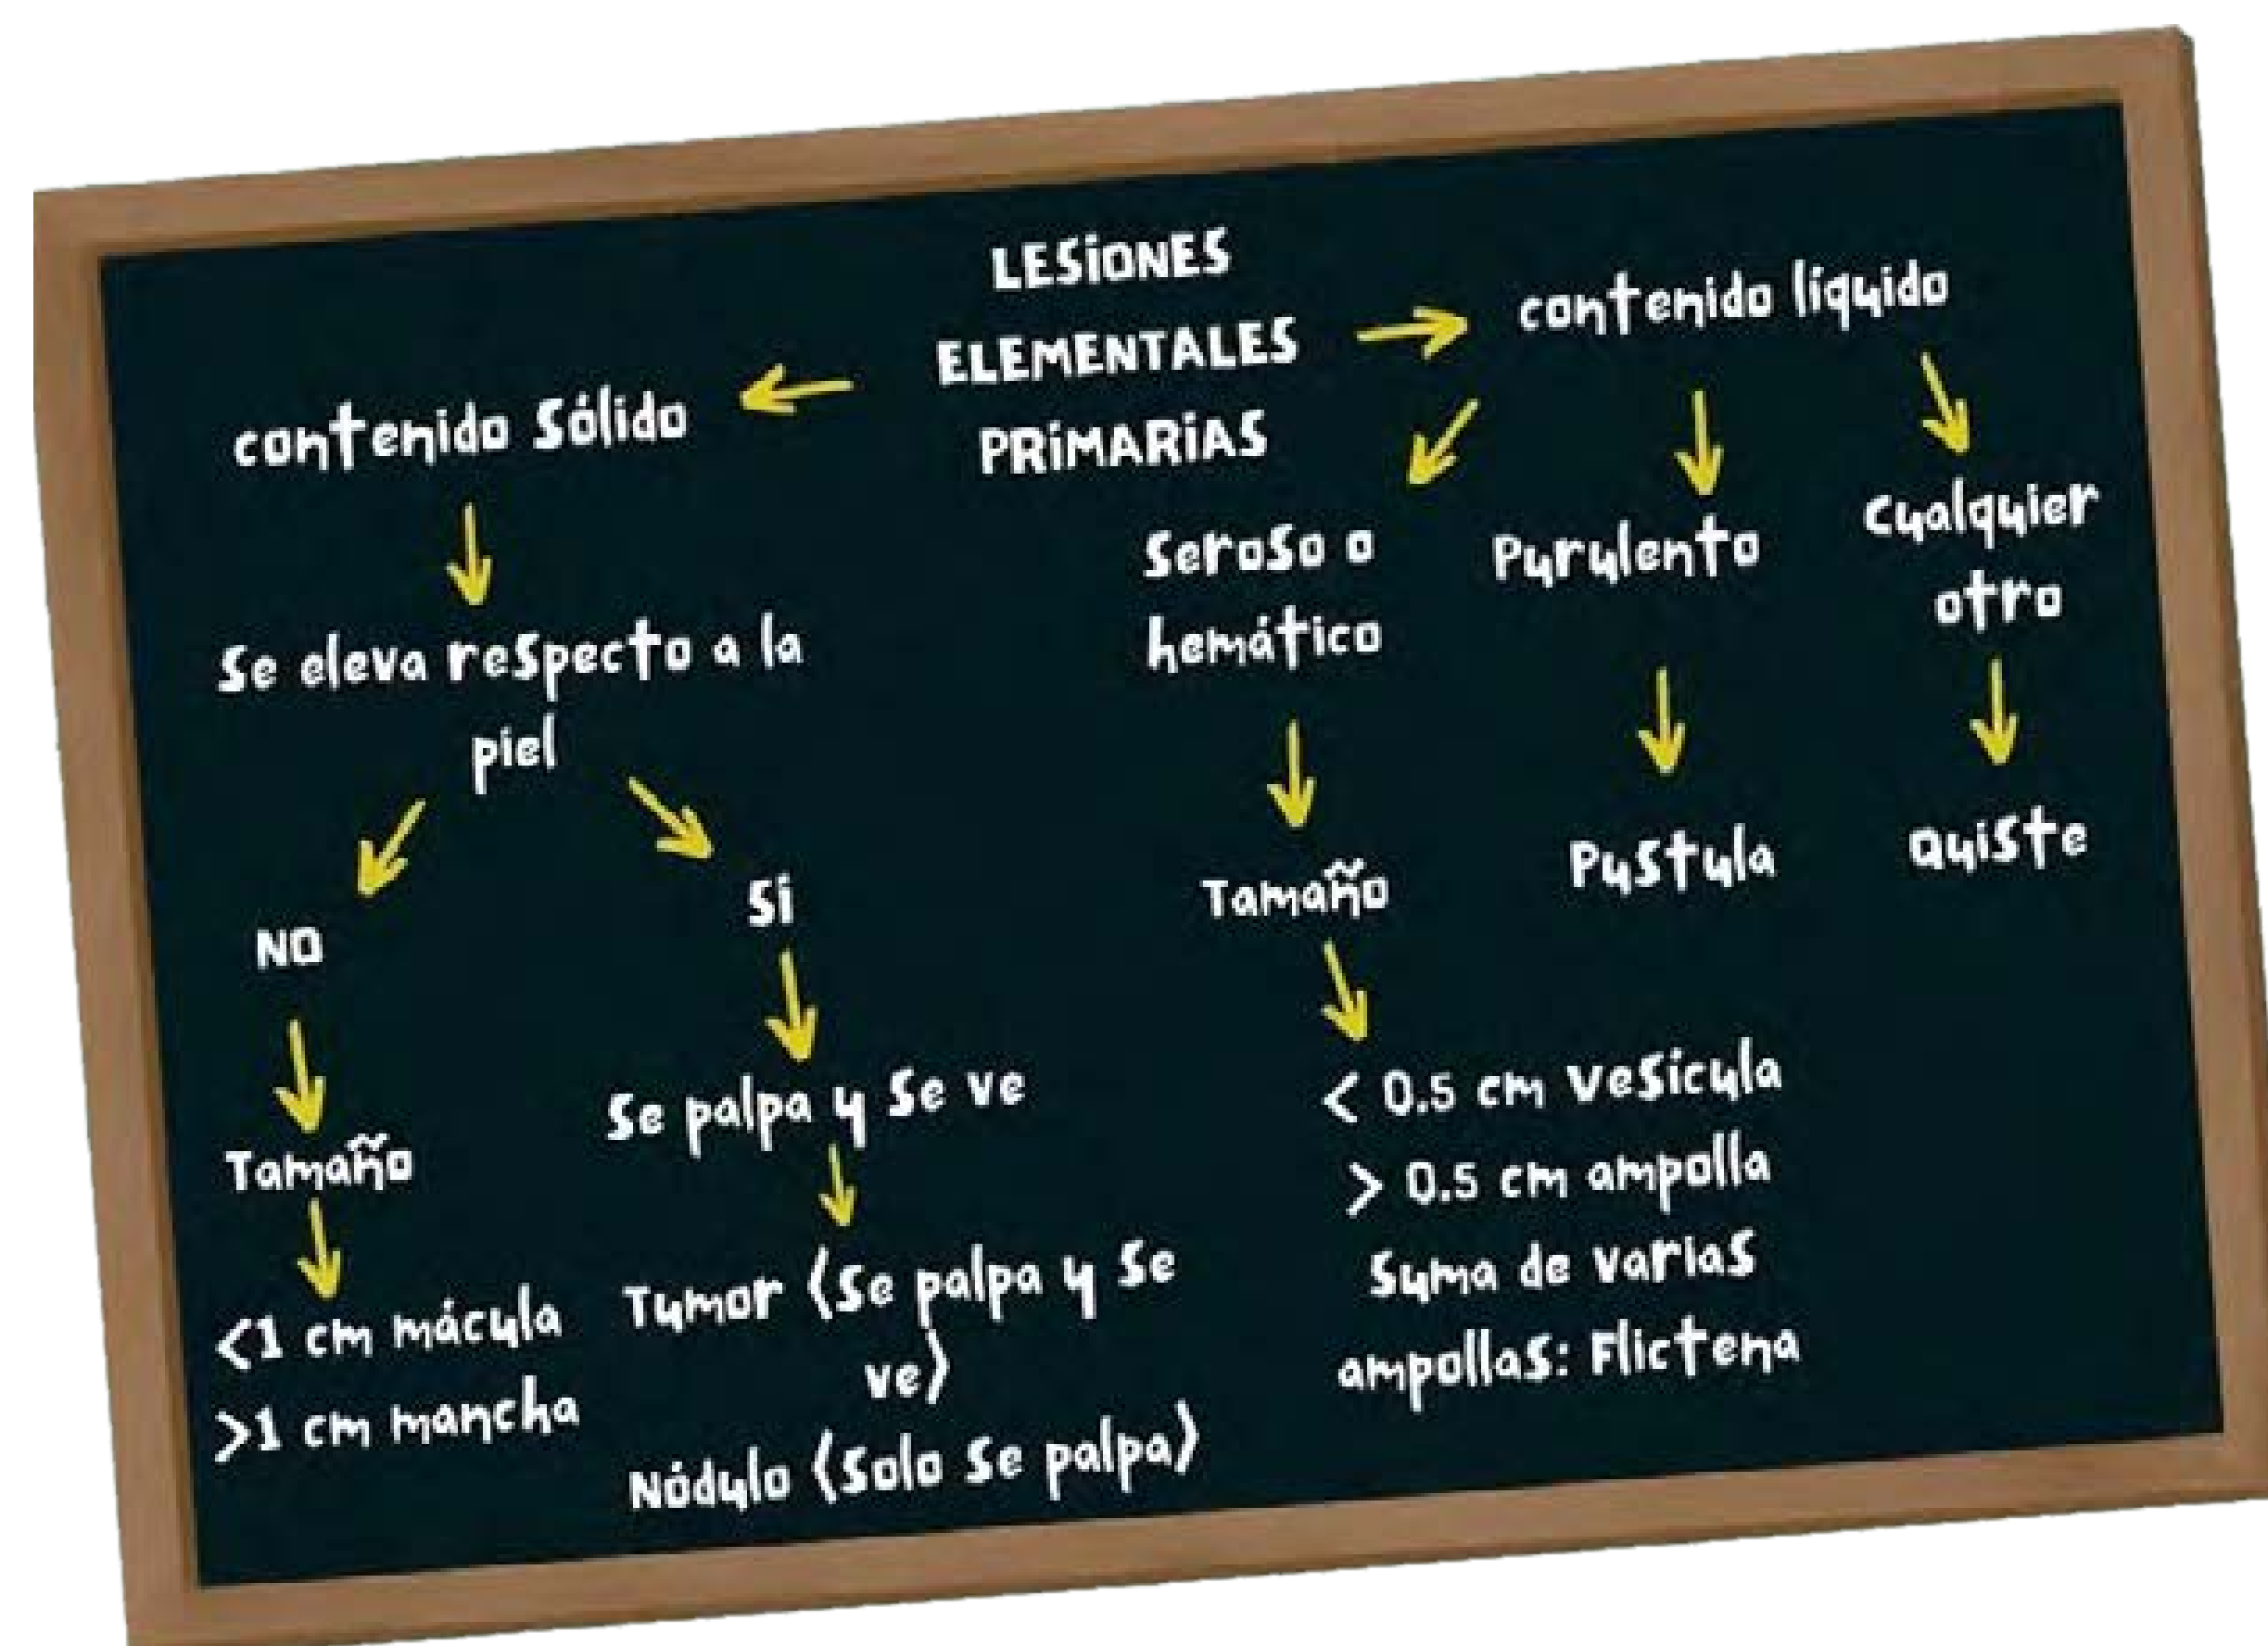 LESIONES
ELEMENTALES
PRIMARIAS
contenido sólido
Se eleva respecto a la
piel
NO
Tamaño
<1 cm mácula
>1 cm mancha
Si
Se palpa y se ve
Tumor (se palpa y se
ve)
Nódulo (solo se palpa)
contenido líquido
Seroso o
hemático
Tamaño
< 0.5 cm vesícula
> 0.5 cm ampolla
Suma de varias
ampollas: Flictena
Purulento
Pustula
Cualquier
otro
Quiste